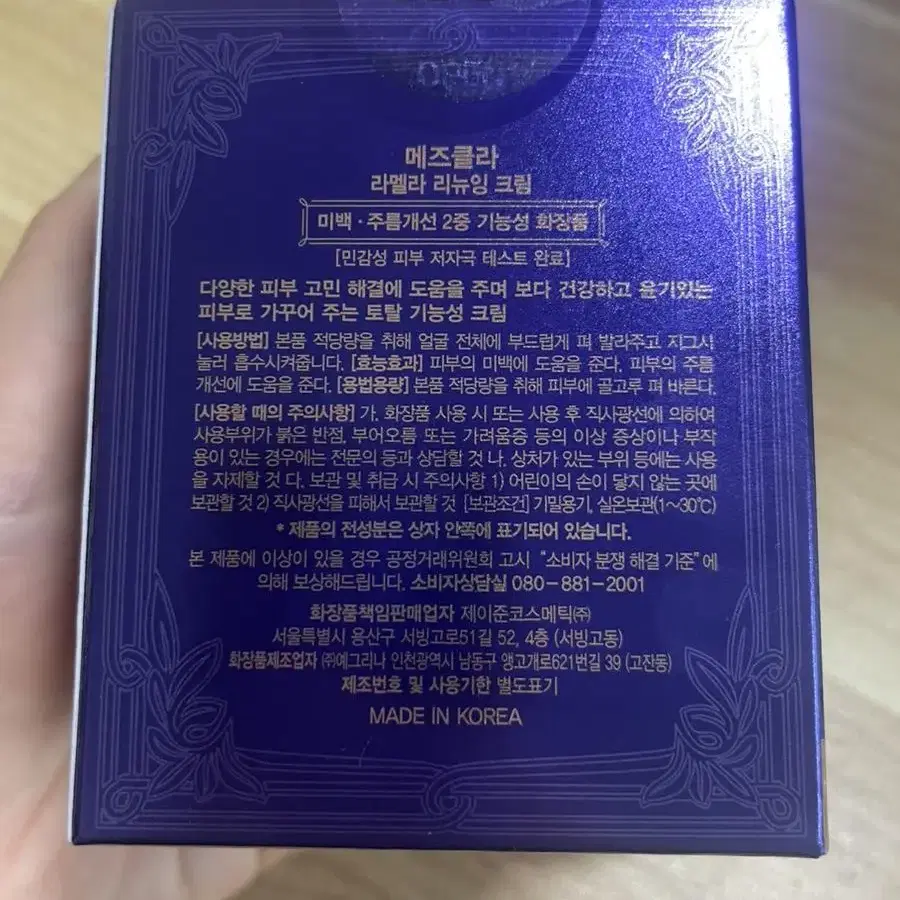 OPEN
메즈클라
라멜라 리뉴잉 크림
미백·주름개선 2중 기능성 화장품
[민감성 피부 저자극 테스트 완료]
다양한 피부 고민 해결에 도움을 주며 보다 건강하고 윤기있는
피부로 가꾸어 주는 토탈 기능성 크림
[사용방법] 본품 적당량을 취해 얼굴 전체에 부드럽게 펴 발라주고 지그시
눌러 흡수시켜줍니다. [효능효과] 피부의 미백에 도움을 준다. 피부의 주름
개선에 도움을 준다. [용법용량] 본품 적당량을 취해 피부에 골고루 펴 바른다.
[사용할 때의 주의사항] 가. 화장품 사용 시 또는 사용 후 직사광선에 의하여
사용부위가 붉은 반점, 부어오름 또는 가려움증 등의 이상 증상이나 부작
용이 있는 경우에는 전문의 등과 상담할 것 나. 상처가 있는 부위 등에는 사용
을 자제할 것 다. 보관 및 취급 시 주의사항 1) 어린이의 손이 닿지 않는 곳에
보관할 것 2) 직사광선을 피해서 보관할 것 [보관조건] 기밀용기, 실온보관(1~30℃)
* 제품의 전성분은 상자 안쪽에 표기되어 있습니다.
본 제품에 이상이 있을 경우 공정거래위원회 고시 "소비자 분쟁 해결 기준"에
의해 보상해드립니다. 소비자상담실 080-881-2001
화장품책임판매업자 제이준코스메틱㈜
서울특별시 용산구 서빙고로51길 52, 4층 (서빙고동)
화장품제조업자 ㈜예그리나 인천광역시 남동구 앵고개로621번길 39 (고잔동)
제조번호 및 사용기한 별도표기
MADE IN KOREA